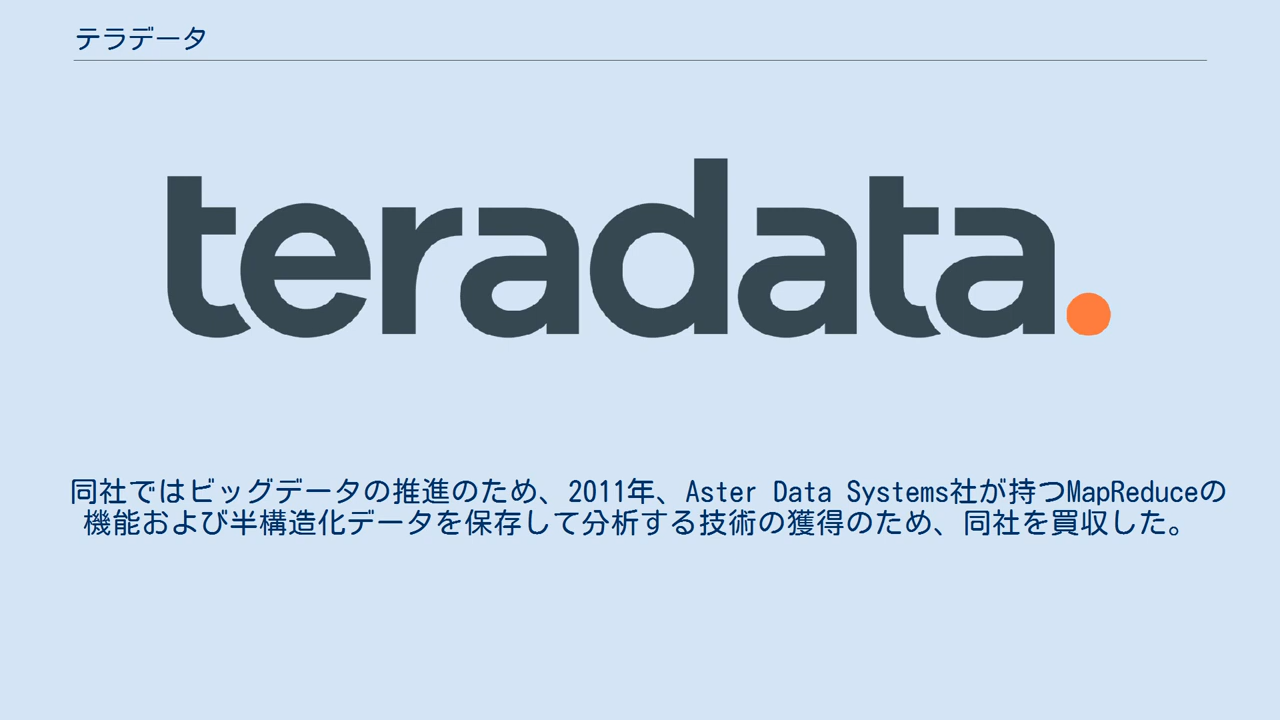 テラデータ
teradata.
同社ではビッグデータの推進のため、2011年、Aster Data Systems社が持つMapReduceの
機能および半構造化データを保存して分析する技術の獲得のため、同社を買収した。